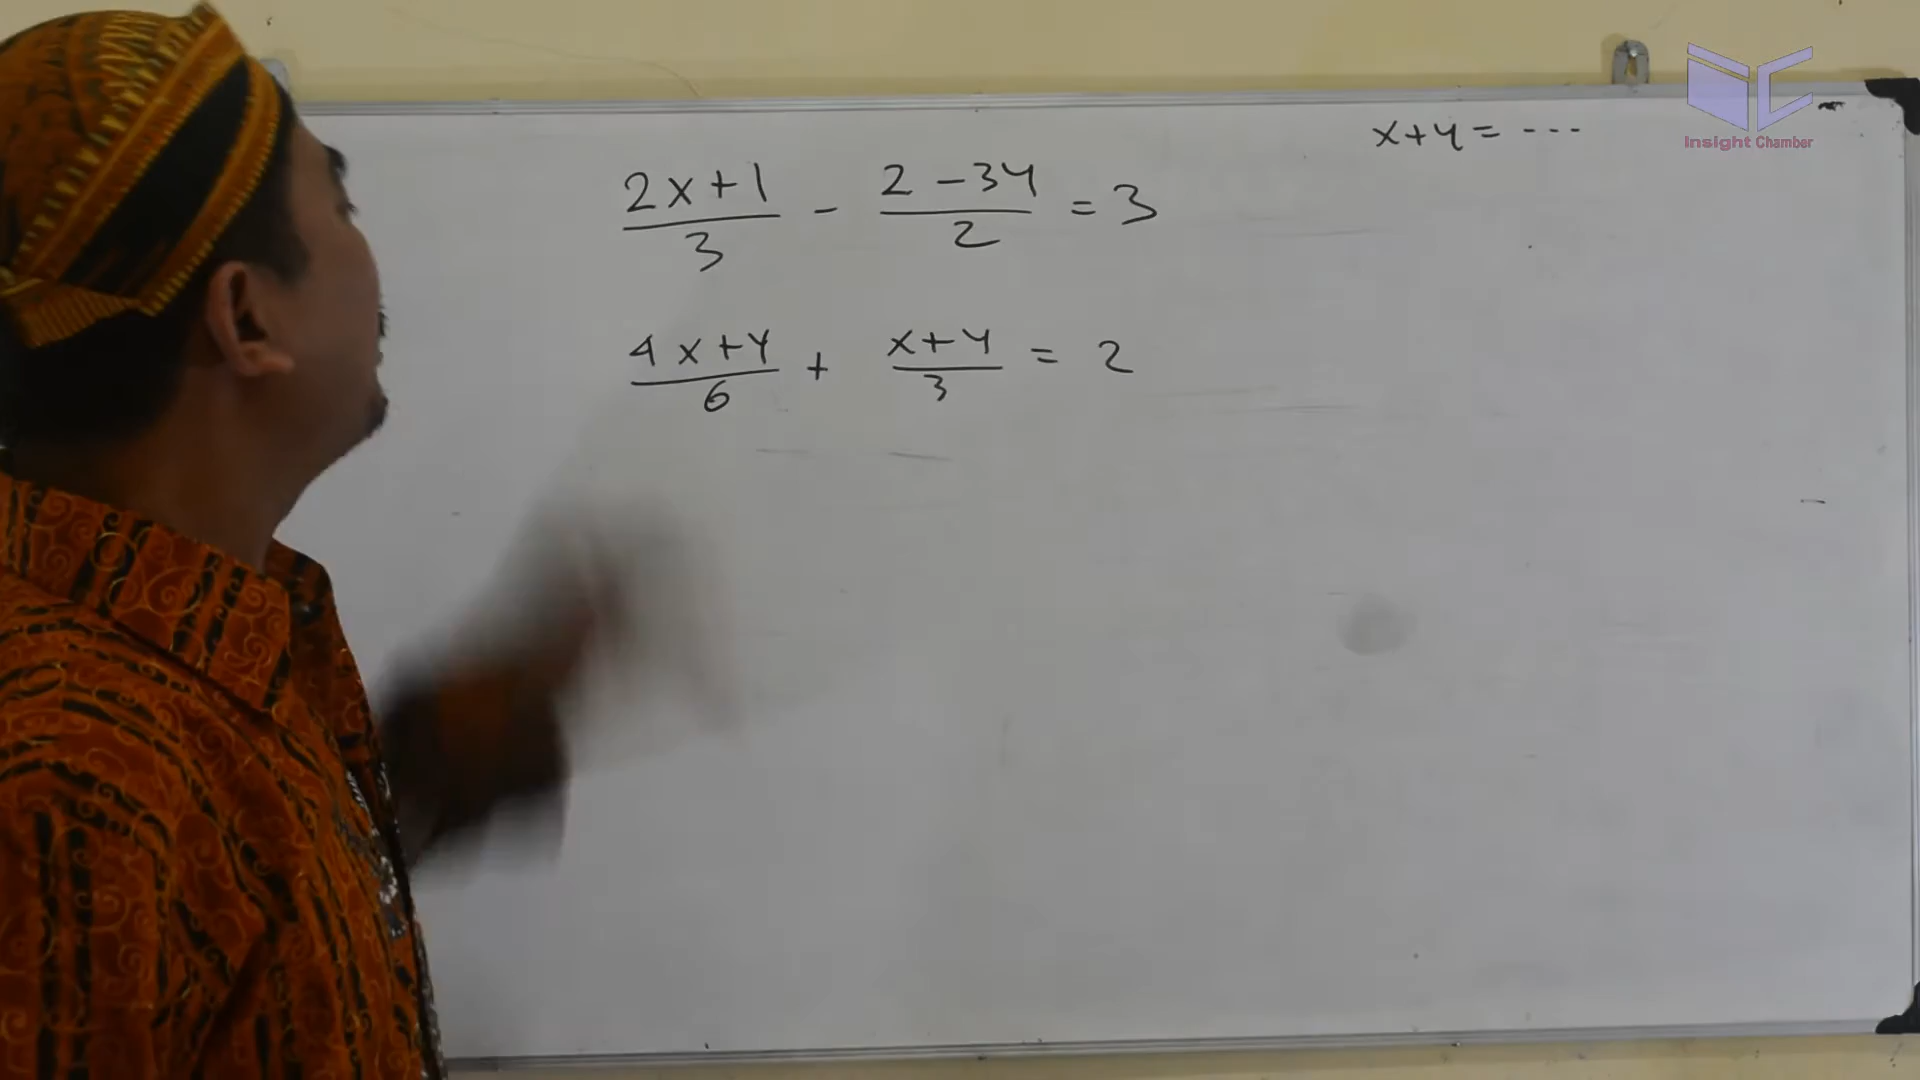 x+y= ---
Insight Chamber
2x+1/3 - 2-3y/2 = 3
4x+y/6 + x+y/3 = 2